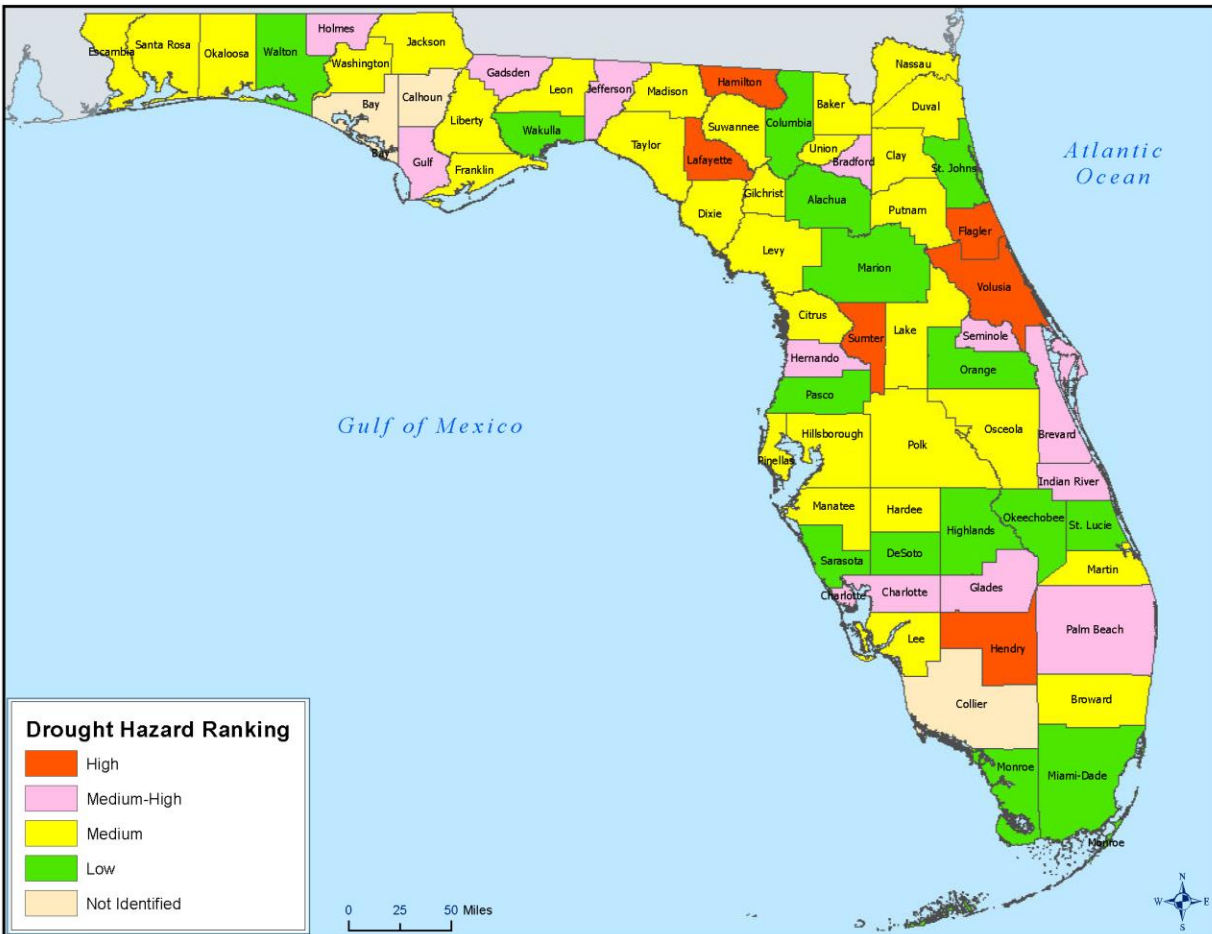 Holmes
Jackson
Escambia
Santa Rosa
Okaloosa
Walton
Washington
Nassau
Gadsden
Leon
Jefferson
Madison
Hamilton
Baker
Duval
Bay
Calhoun
Liberty
Wakulla
Taylor
Suwannee
Columbia
Union
Bradford
Clay
St. Johns
Bay
Gulf
Franklin
Lafayette
Gilchrist
Dixie
Alachua
Putnam
Flagler
Levy
Marion
Volusia
Citrus
Sumter
Lake
Seminole
Hernando
Orange
Pasco
Atlantic
Ocean
Gulf of Mexico
Hillsborough
Pinellas
Polk
Osceola
Brevard
Indian River
Manatee
Hardee
Highlands
Okeechobee
St. Lucie
Sarasota
DeSoto
Martin
Charlotte
Charlotte
Glades
Palm Beach
Lee
Hendry
Collier
Broward
Monroe
Miami-Dade
Monroe
Drought Hazard Ranking
High
Medium-High
Medium
Low
Not Identified
0 25 50 Miles
N
W E
S